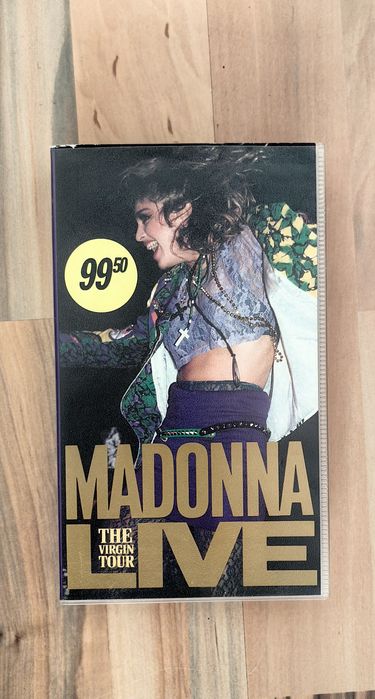 99 50
MADONNA
LIVE
THE
VIRGIN
TOUR